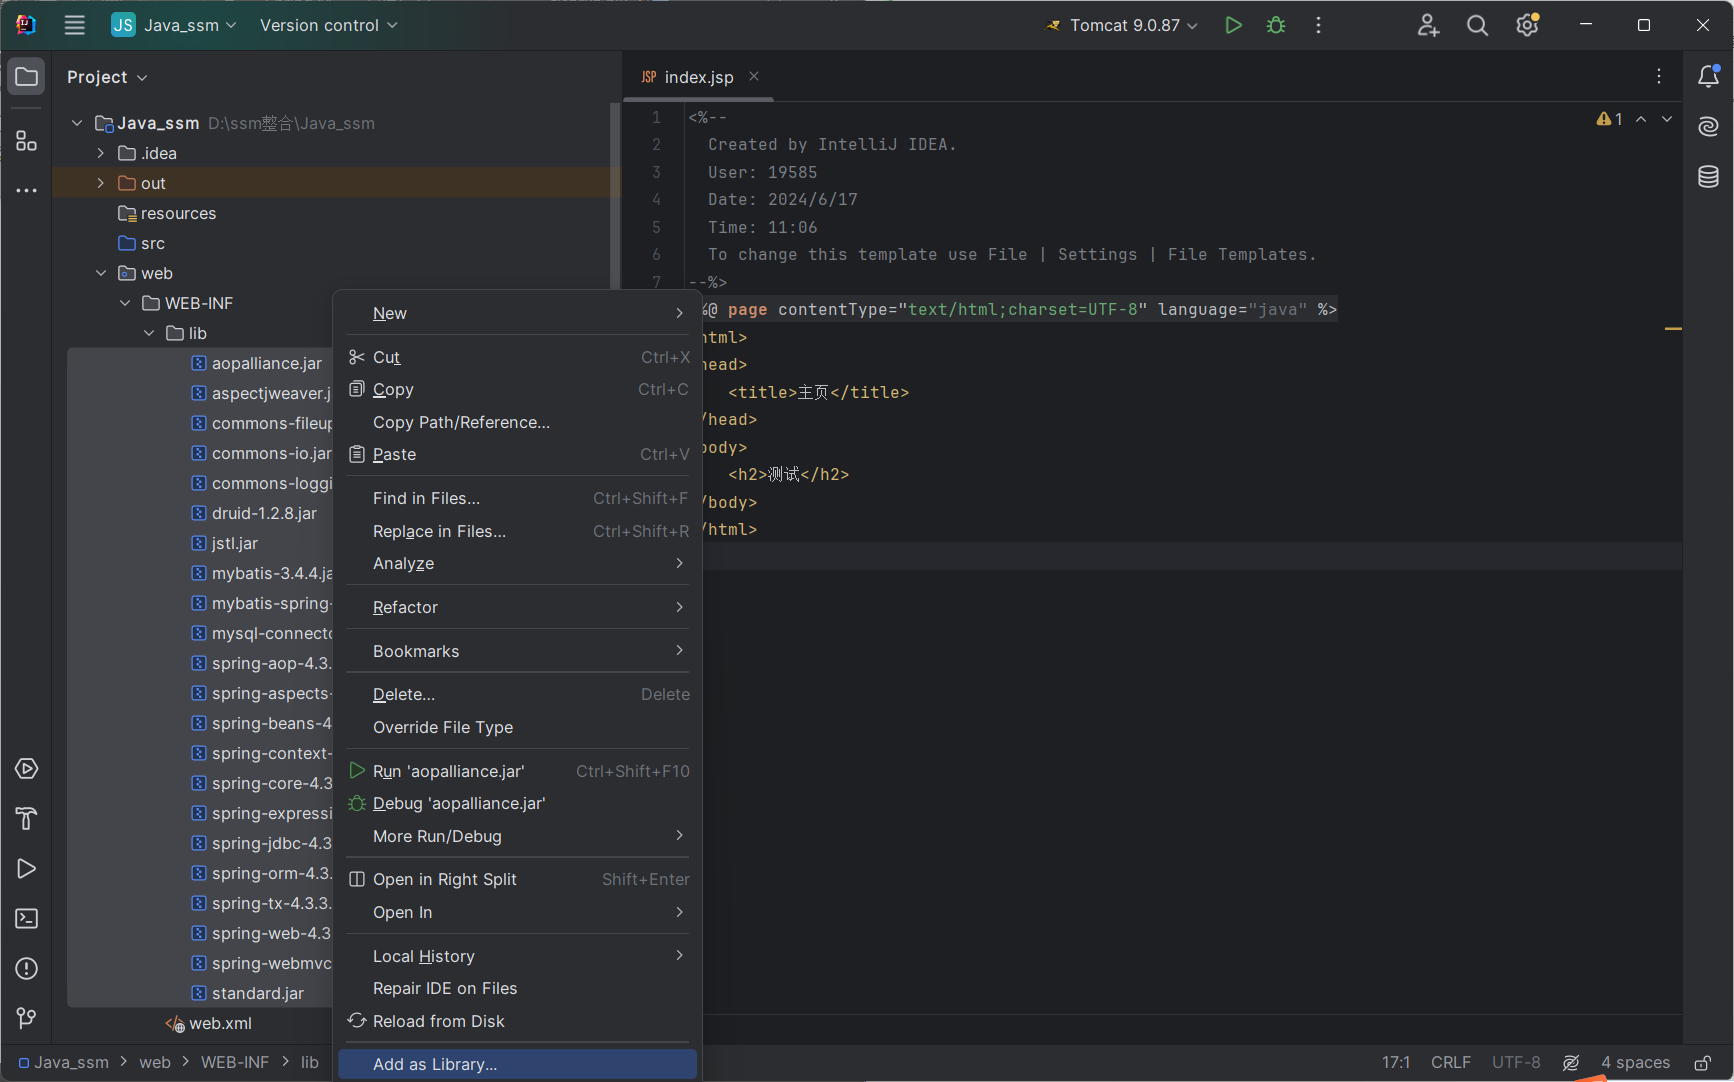 JS Java_ssm Version control Tomcat 9.0.87
Project
JSP index.jsp
Java_ssm D:\ssm整合\Java_ssm
.idea
out
resources
src
web
WEB-INF
lib
aopalliance.jar
aspectjweaver.j
commons-fileup
commons-io.jar
commons-loggi
druid-1.2.8.jar
jstl.jar
mybatis-3.4.4.ja
mybatis-spring-
mysql-connecto
spring-aop-4.3.
spring-aspects-
spring-beans-4
spring-context-
spring-core-4.3
spring-expressi
spring-jdbc-4.3
spring-orm-4.3.
spring-tx-4.3.3.
spring-web-4.3
spring-webmvc
standard.jar
web.xml
New
Cut Ctrl+X
Copy Ctrl+C
Copy Path/Reference...
Paste Ctrl+V
Find in Files... Ctrl+Shift+F
Replace in Files... Ctrl+Shift+R
Analyze
Refactor
Bookmarks
Delete... Delete
Override File Type
Run 'aopalliance.jar' Ctrl+Shift+F10
Debug 'aopalliance.jar'
More Run/Debug
Open in Right Split Shift+Enter
Open In
Local History
Repair IDE on Files
Reload from Disk
Add as Library...
1 <%--
2 Created by IntelliJ IDEA.
3 User: 19585
4 Date: 2024/6/17
5 Time: 11:06
6 To change this template use File | Settings | File Templates.
7 --%>
%@ page contentType="text/html;charset=UTF-8" language="java" %>
html>
head>
<title>主页</title>
/head>
body>
<h2>测试</h2>
/body>
/html>
1
Java_ssm > web > WEB-INF > lib
17:1 CRLF UTF-8 4 spaces